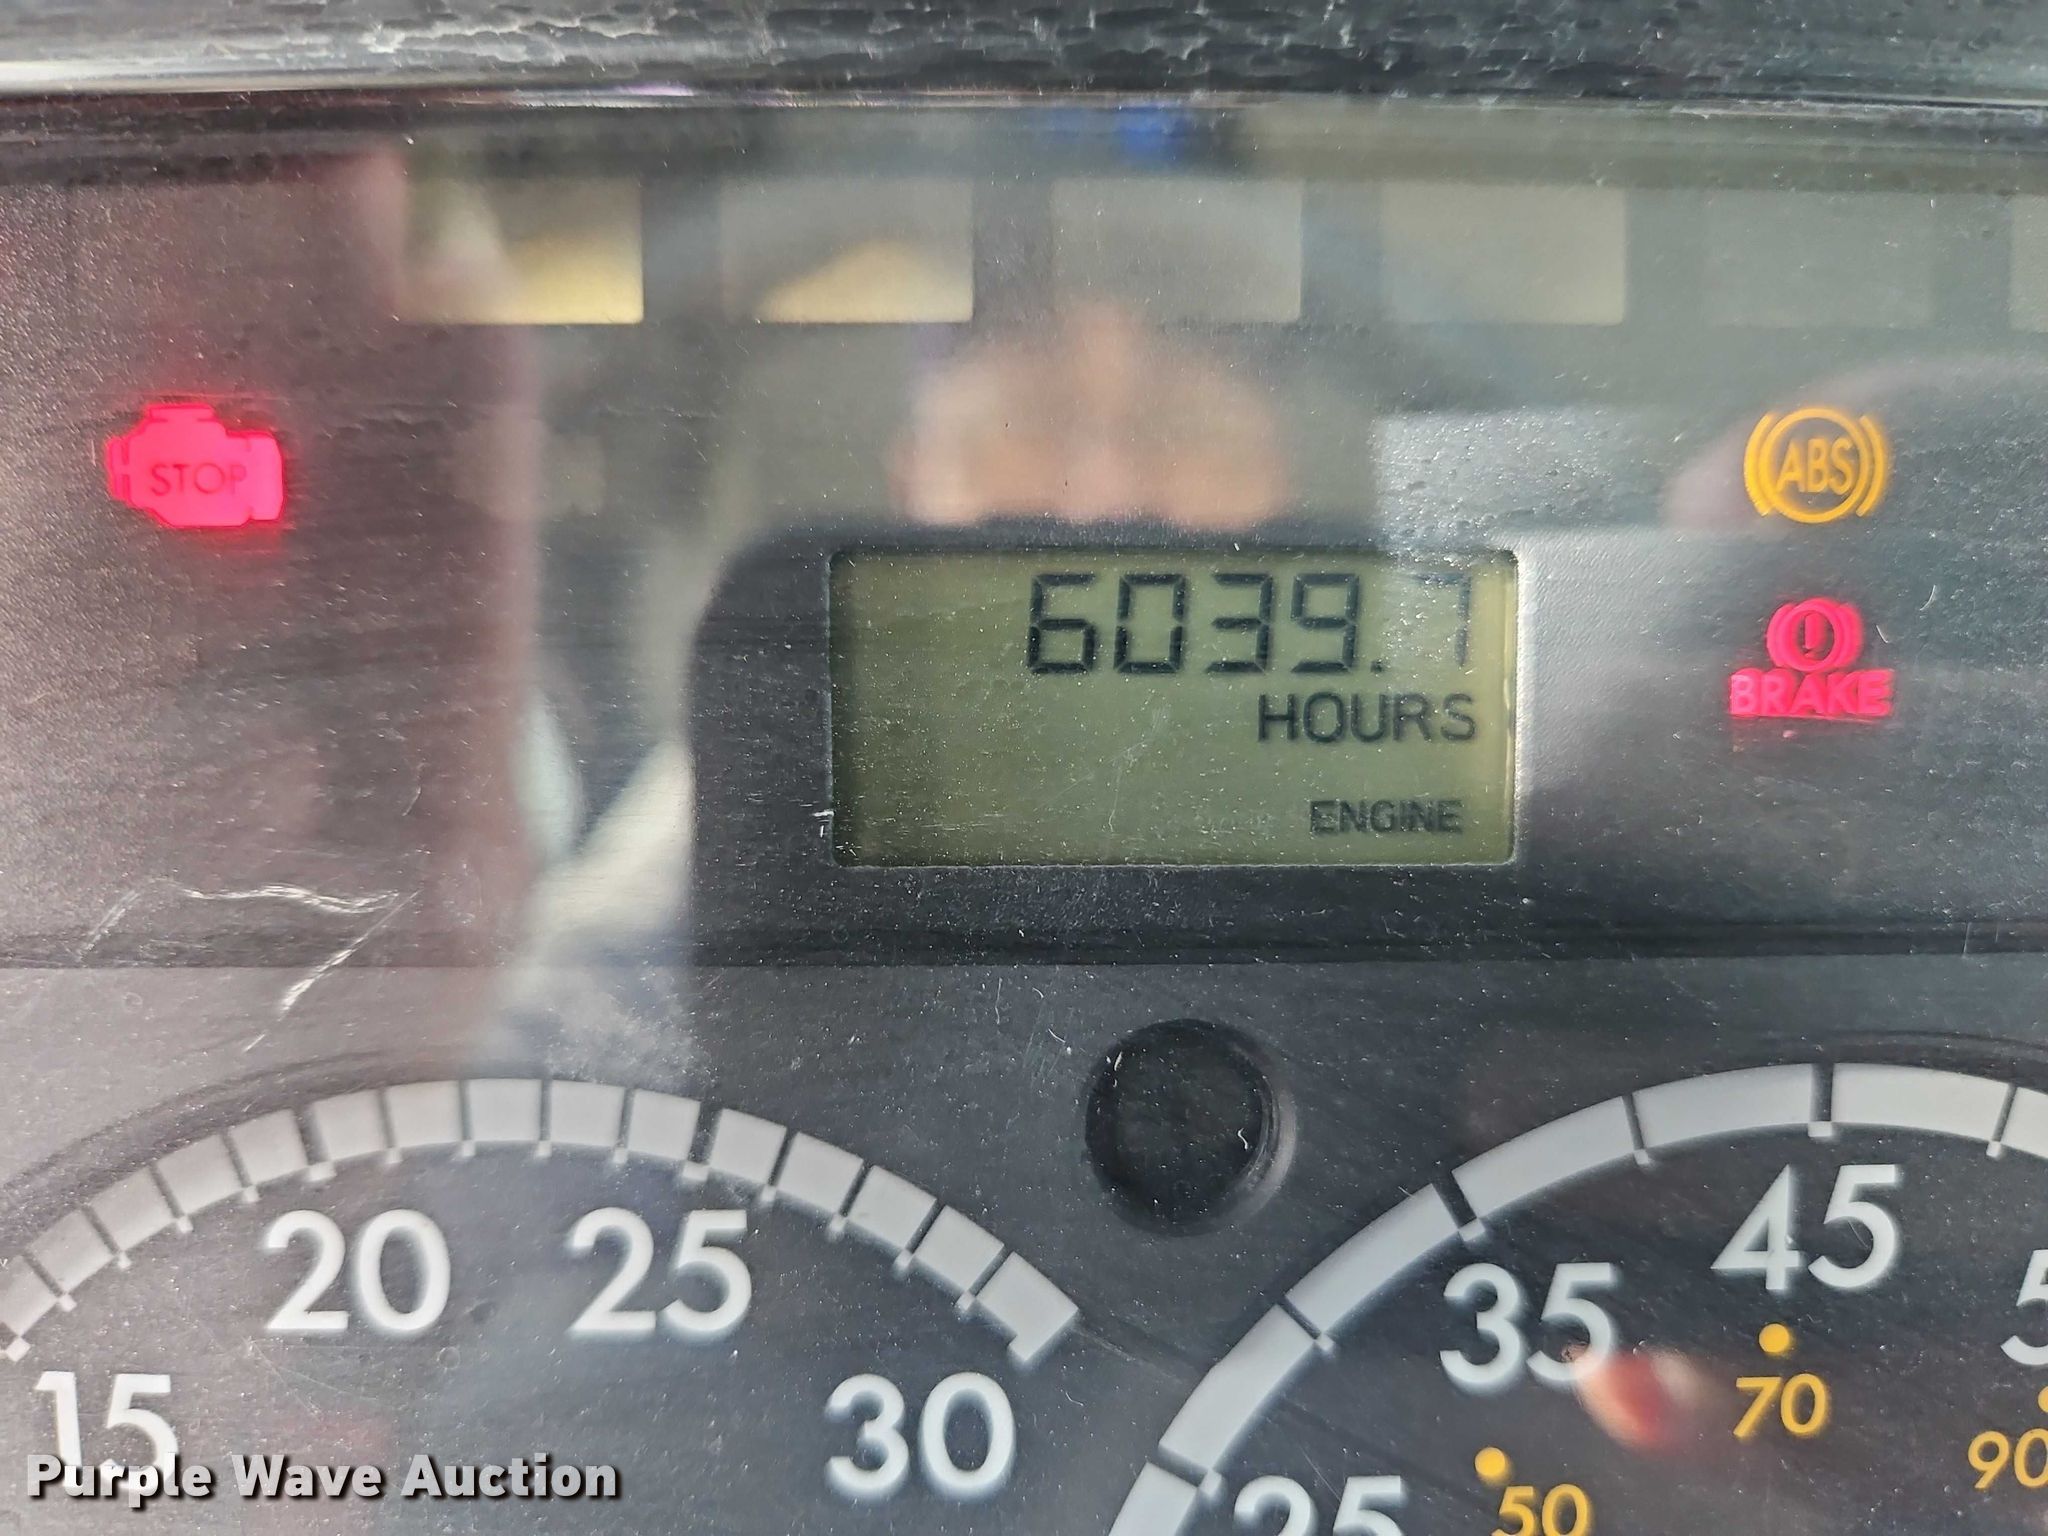 STOP
ABS
6039.7
HOURS
BRAKE
ENGINE
45
20
25
35
70
15
30
90
25
50
Purple Wave Auction